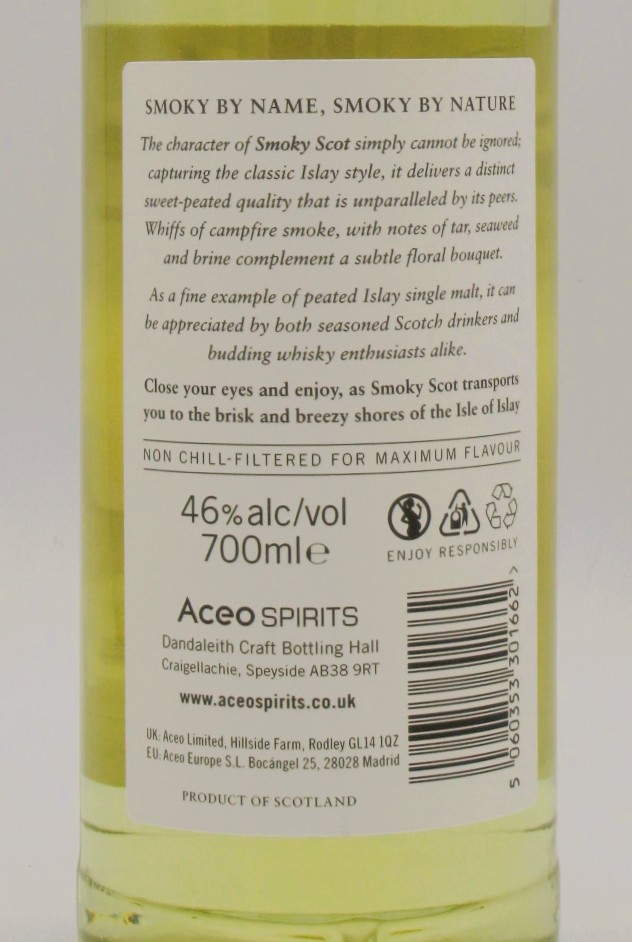 SMOKY BY NAME, SMOKY BY NATURE
The character of Smoky Scot simply cannot be ignored;
capturing the classic Islay style, it delivers a distinct
sweet-peated quality that is unparalleled by its peers.
Whiffs of campfire smoke, with notes of tar, seaweed
and brine complement a subtle floral bouquet.
As a fine example of peated Islay single malt, it can
be appreciated by both seasoned Scotch drinkers and
budding whisky enthusiasts alike.
Close your eyes and enjoy, as Smoky Scot transports
you to the brisk and breezy shores of the Isle of Islay
NON CHILL-FILTERED FOR MAXIMUM FLAVOUR
46%alc/vol
700ml℮
ENJOY RESPONSIBLY
Aceo SPIRITS
Dandaleith Craft Bottling Hall
Craigellachie, Speyside AB38 9RT
www.aceospirits.co.uk
UK: Aceo Limited, Hillside Farm, Rodley GL14 1QZ
EU: Aceo Europe S.L. Bocángel 25, 28028 Madrid
PRODUCT OF SCOTLAND
5 060353 301662 >